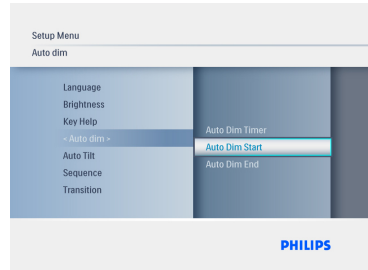 Setup Menu
Auto dim
Language
Brightness
Key Help
< Auto dim >
Auto Tilt
Sequence
Transition
Auto Dim Timer
Auto Dim Start
Auto Dim End
PHILIPS